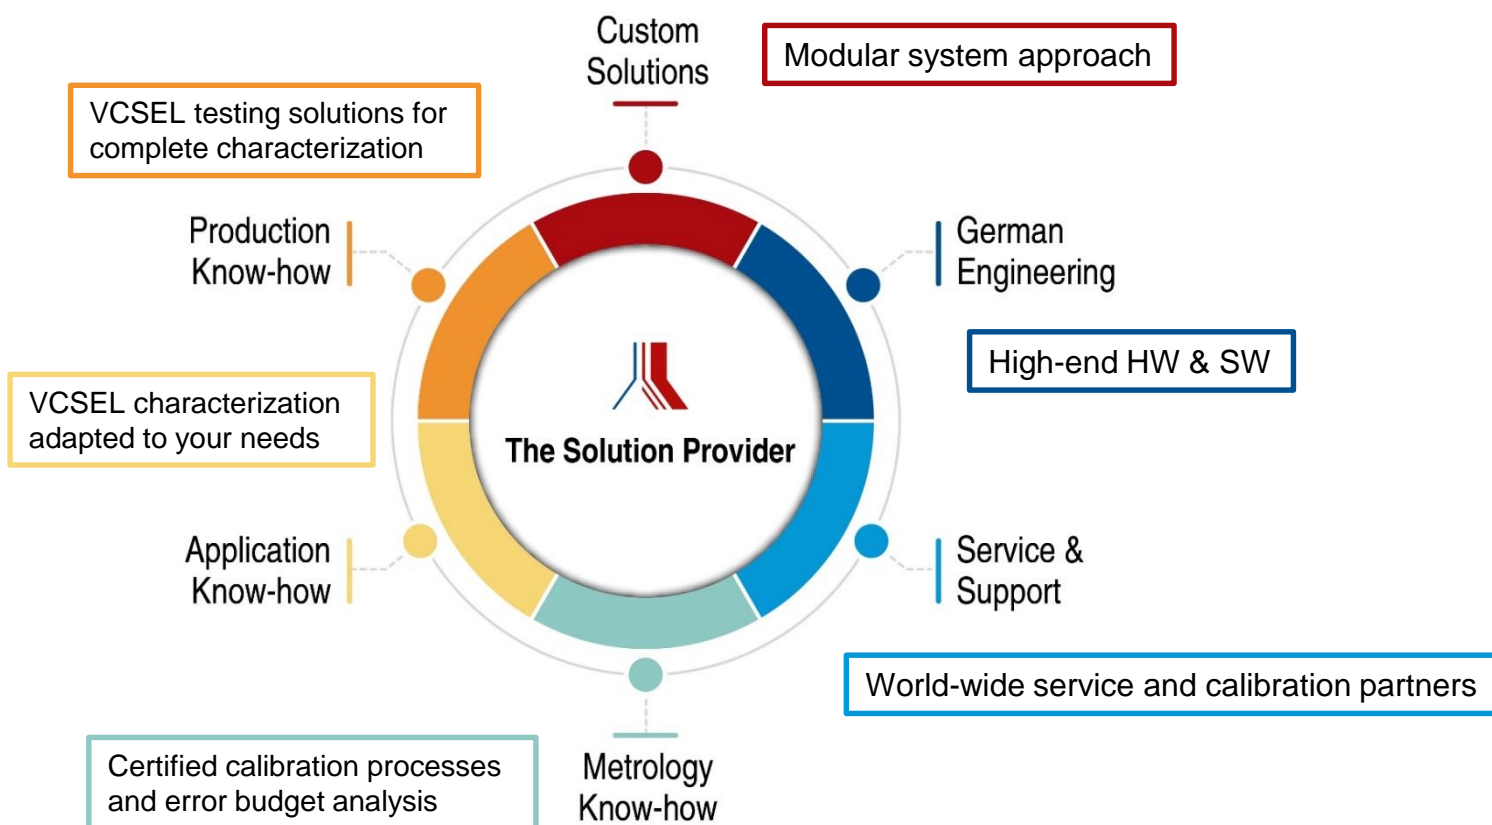 Custom
Solutions
Modular system approach
VCSEL testing solutions for
complete characterization
Production
Know-how
German
Engineering
High-end HW & SW
VCSEL characterization
adapted to your needs
The Solution Provider
Application
Know-how
Service &
Support
World-wide service and calibration partners
Certified calibration processes
and error budget analysis
Metrology
Know-how